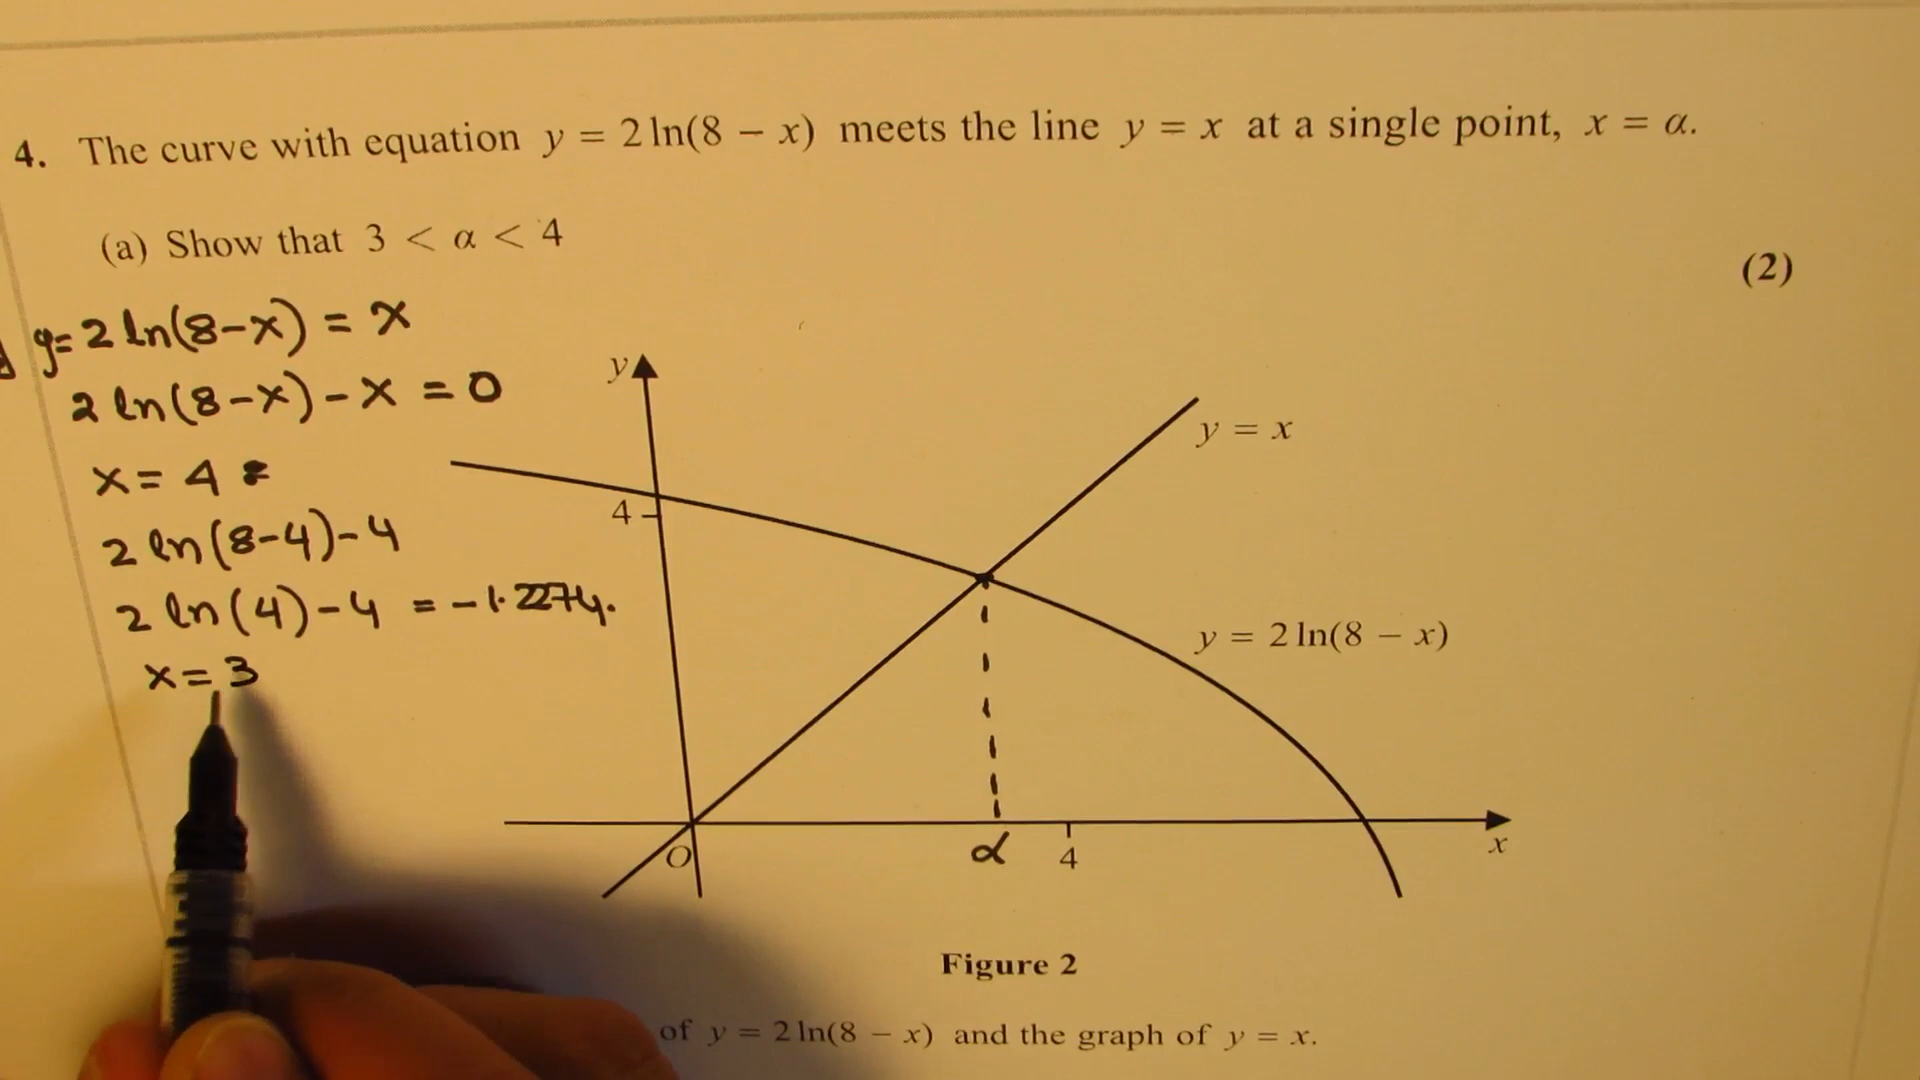 4. The curve with equation y = 2 ln(8 − x) meets the line y = x at a single point, x = α.
(a) Show that 3 < α < 4
(2)
y= 2 ln(8-x) = x
2 ln(8-x) - x = 0
x = 4
2 ln(8-4) - 4
2 ln(4) - 4 = -1.2274.
x = 3
y
4
y = x
y = 2 ln(8 − x)
O
α
4
x
Figure 2
of y = 2 ln(8 − x) and the graph of y = x.